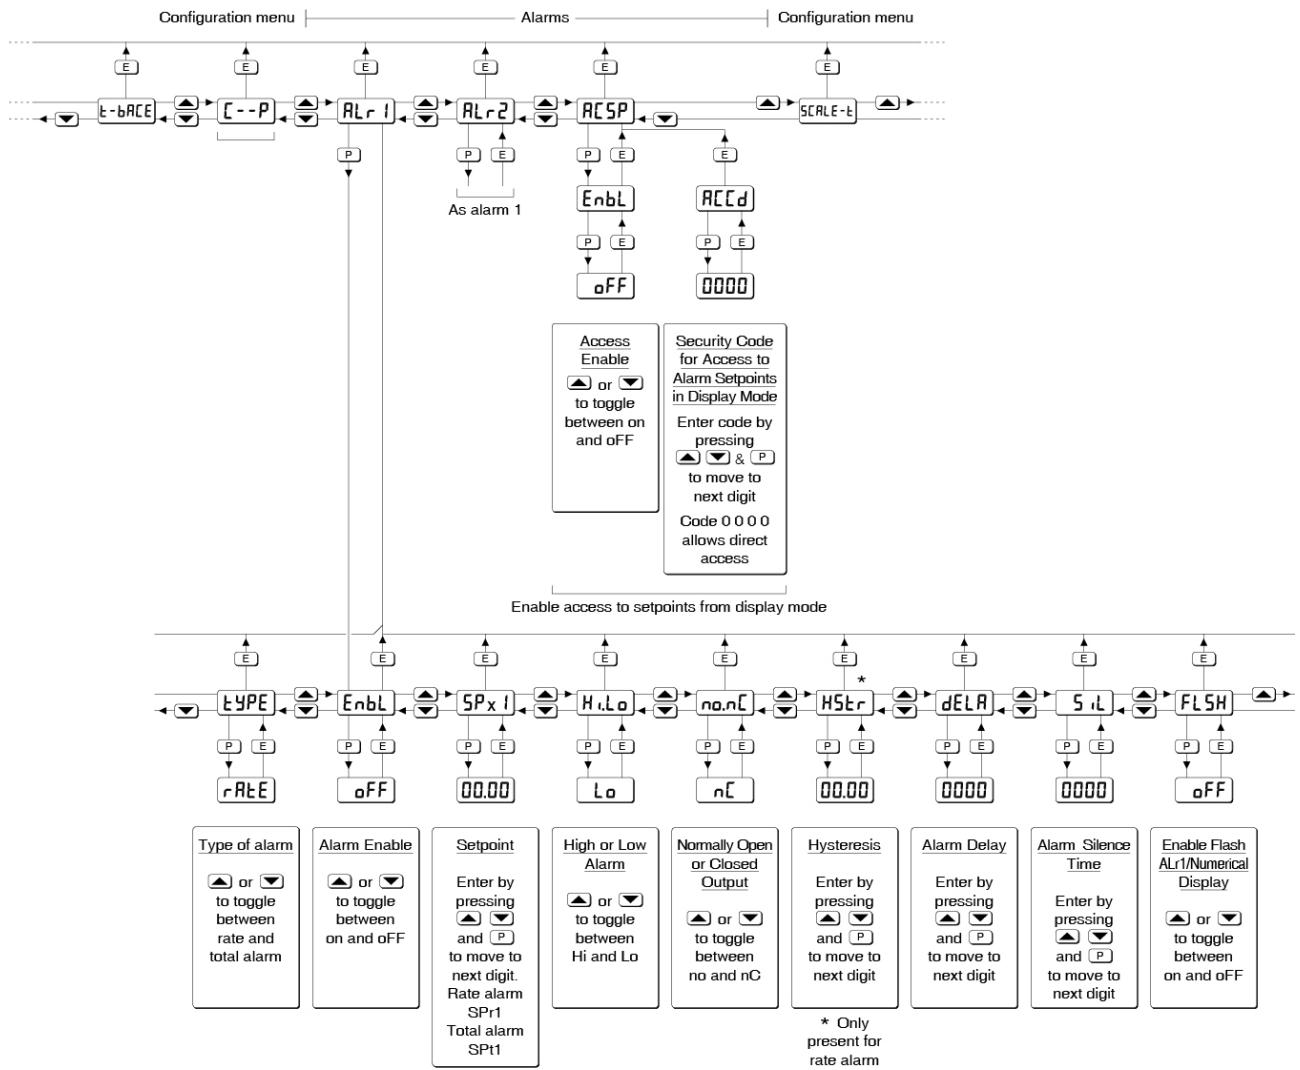 Configuration menu
Alarms
Configuration menu
E E E E E E
t-bASE C--P ALr1 ALr2 ACSP SCALE-t
P P E P E
As alarm 1
EnbL ACCd
P E P E
oFF 0000
Access
Enable
or
to toggle
between on
and oFF
Security Code
for Access to
Alarm Setpoints
in Display Mode
Enter code by
pressing
& P
to move to
next digit
Code 0 0 0 0
allows direct
access
Enable access to setpoints from display mode
E E E E E E E E E
*
tYPE EnbL SPx1 Hi.Lo no.nC HStr dELA SiL FLSH
P E P E P E P E P E P E P E P E P E
rAtE oFF 00.00 Lo nC 00.00 0000 0000 oFF
Type of alarm
or
to toggle
between
rate and
total alarm
Alarm Enable
or
to toggle
between
on and oFF
Setpoint
Enter by
pressing
and P
to move to
next digit.
Rate alarm
SPr1
Total alarm
SPt1
High or Low
Alarm
or
to toggle
between
Hi and Lo
Normally Open
or Closed
Output
or
to toggle
between
no and nC
Hysteresis
Enter by
pressing
and P
to move to
next digit
* Only
present for
rate alarm
Alarm Delay
Enter by
pressing
and P
to move to
next digit
Alarm Silence
Time
Enter by
pressing
and P
to move to
next digit
Enable Flash
ALr1/Numerical
Display
or
to toggle
between
on and oFF